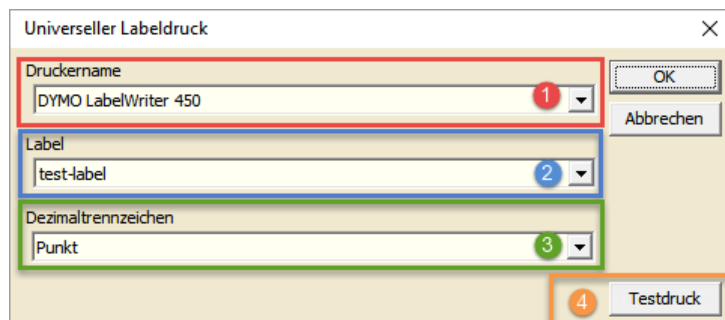 Universeller Labeldruck
Druckername
DYMO LabelWriter 450
1
OK
Abbrechen
Label
test-label
2
Dezimaltrennzeichen
Punkt
3
4
Testdruck